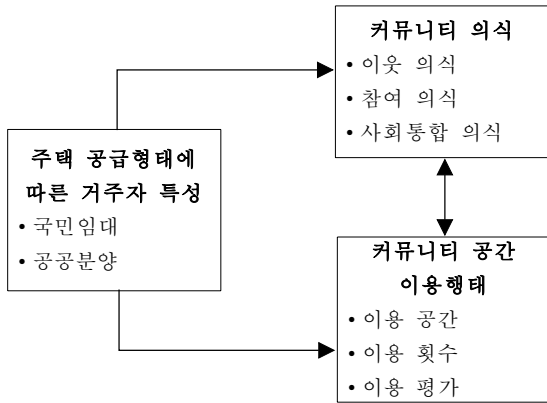 커뮤니티 의식
• 이웃 의식
• 참여 의식
• 사회통합 의식
주택 공급형태에
따른 거주자 특성
• 국민임대
• 공공분양
커뮤니티 공간
이용행태
• 이용 공간
• 이용 횟수
• 이용 평가